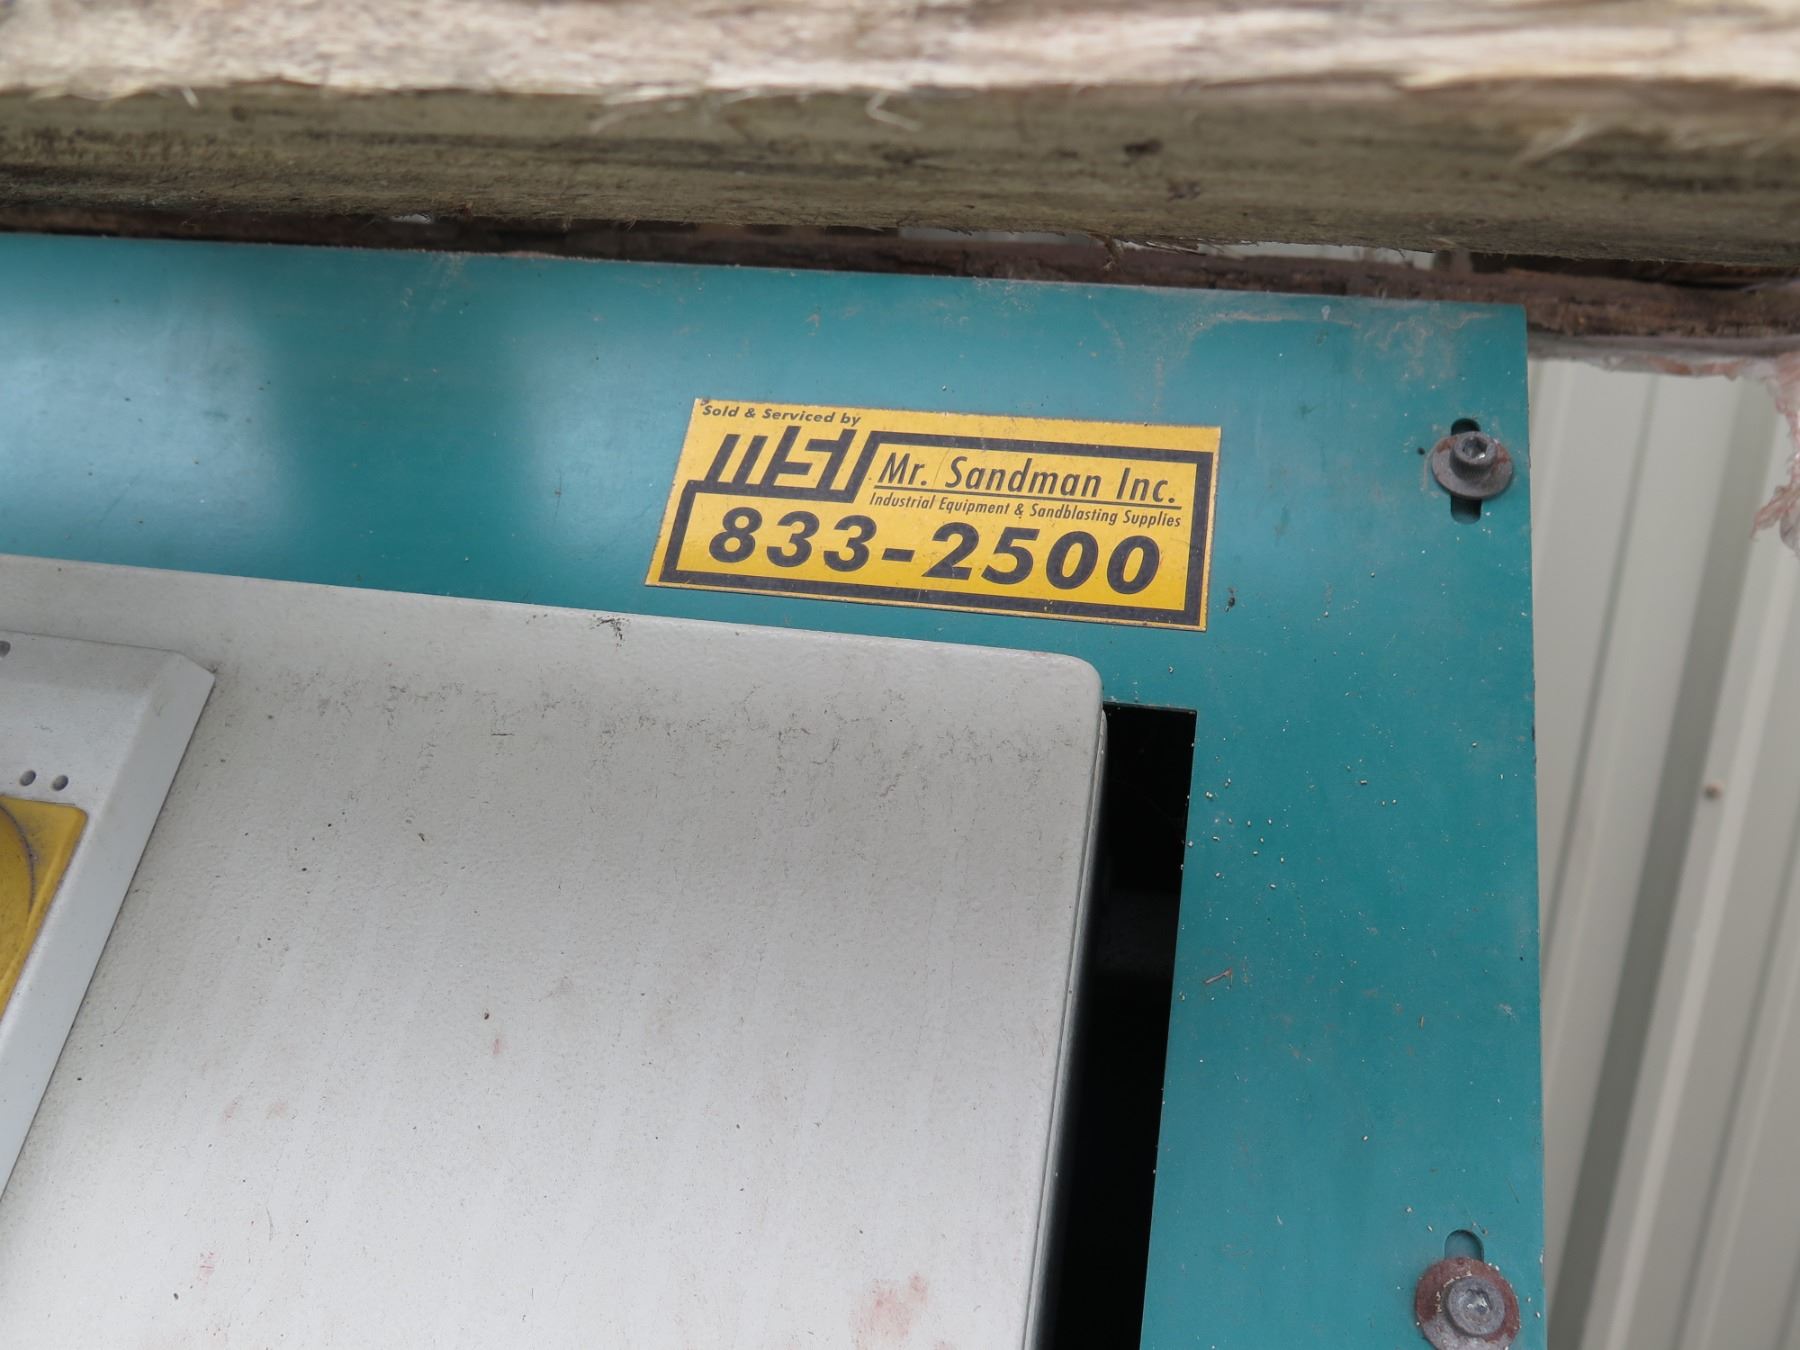 Sold & Serviced by
MSI
Mr. Sandman Inc.
Industrial Equipment & Sandblasting Supplies
833-2500